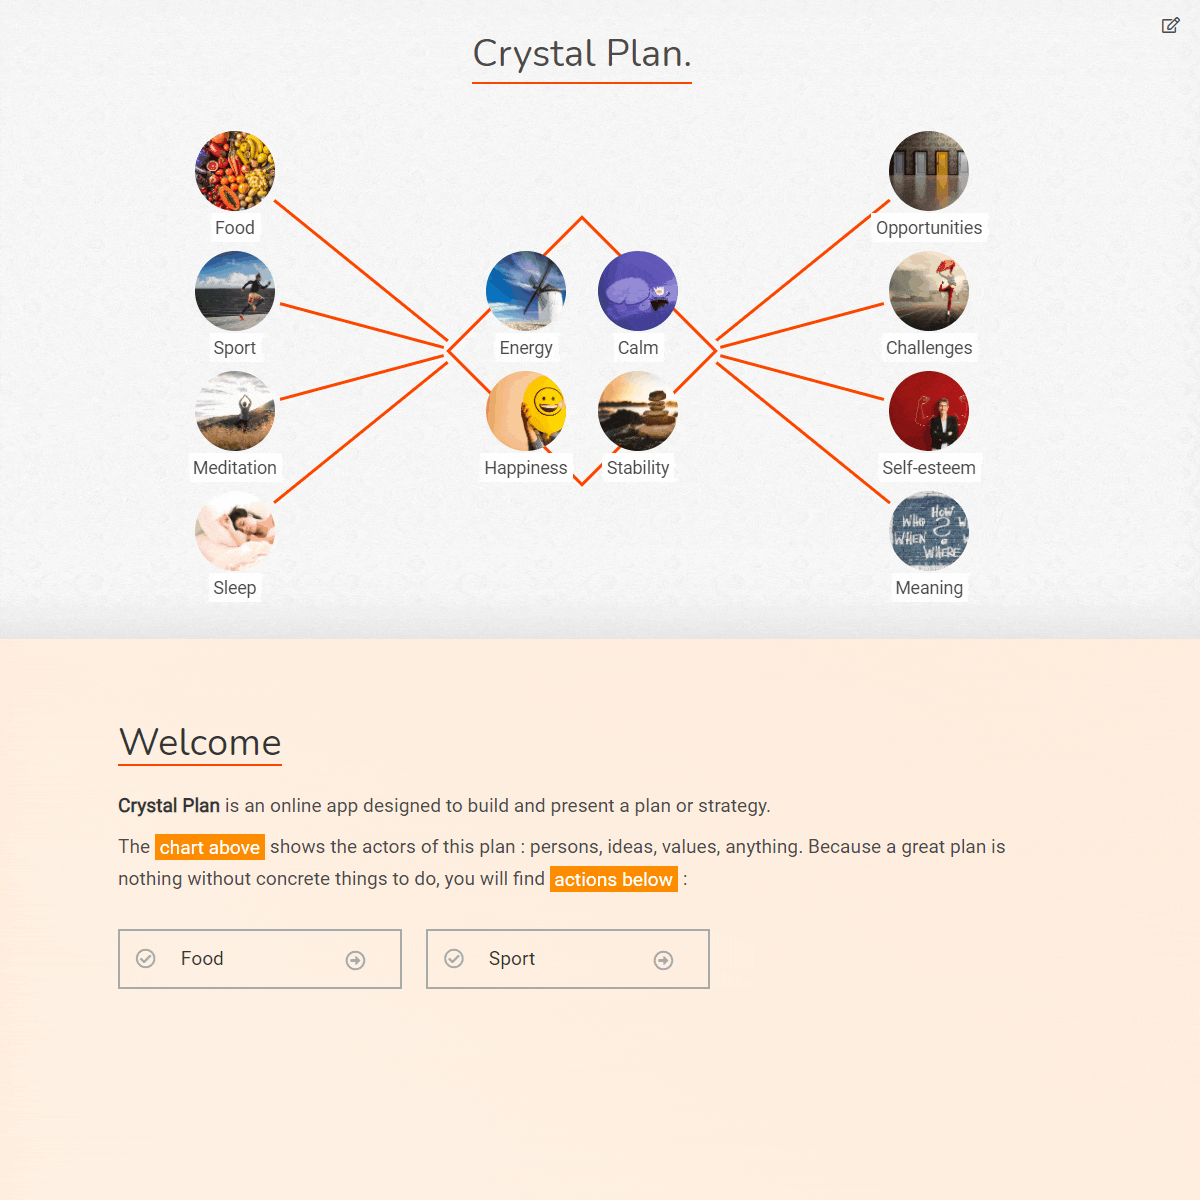 Crystal Plan.
Food
Opportunities
Sport
Energy
Calm
Challenges
Meditation
Happiness
Stability
Self-esteem
WHO HOW W
WHEN ?
WHERE
Sleep
Meaning
Welcome
Crystal Plan is an online app designed to build and present a plan or strategy.
The chart above shows the actors of this plan : persons, ideas, values, anything. Because a great plan is
nothing without concrete things to do, you will find actions below :
Food
Sport